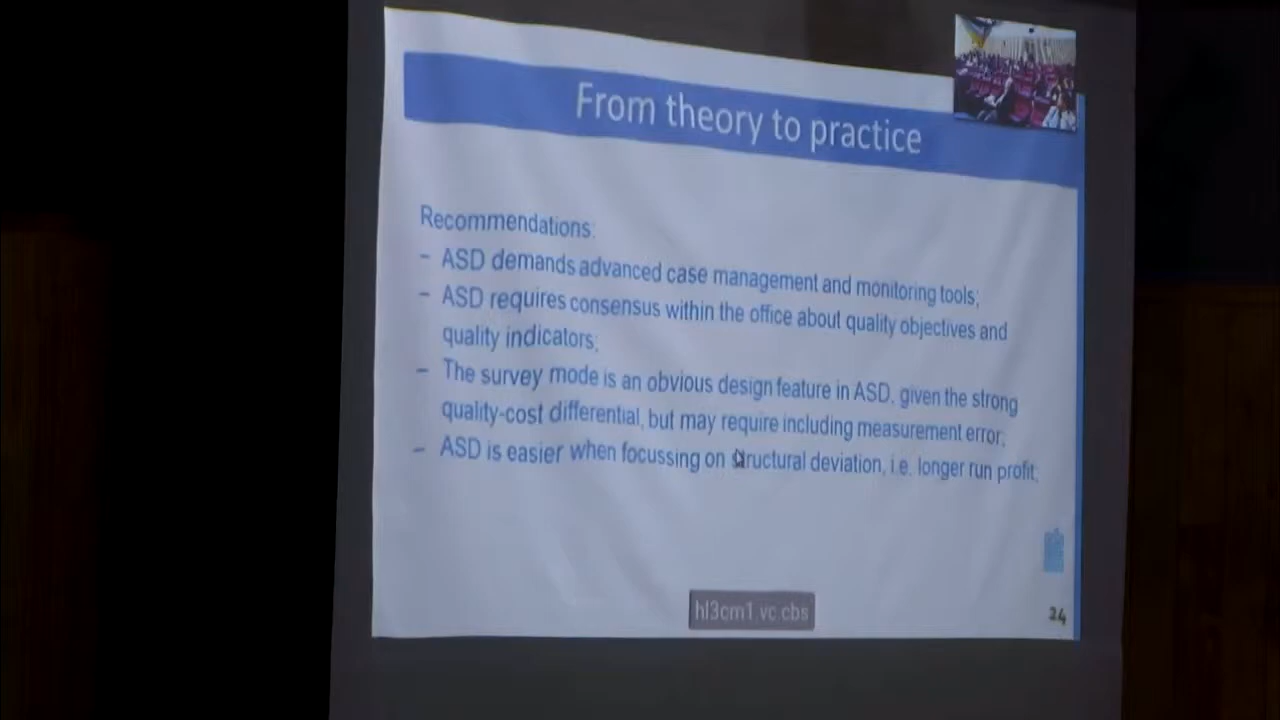 From theory to practice
Recommendations:
– ASD demands advanced case management and monitoring tools;
– ASD requires consensus within the office about quality objectives and
quality indicators;
– The survey mode is an obvious design feature in ASD, given the strong
quality-cost differential, but may require including measurement error;
– ASD is easier when focussing on structural deviation, i.e. longer run profit;
hl3cm1.vc.cbs
24